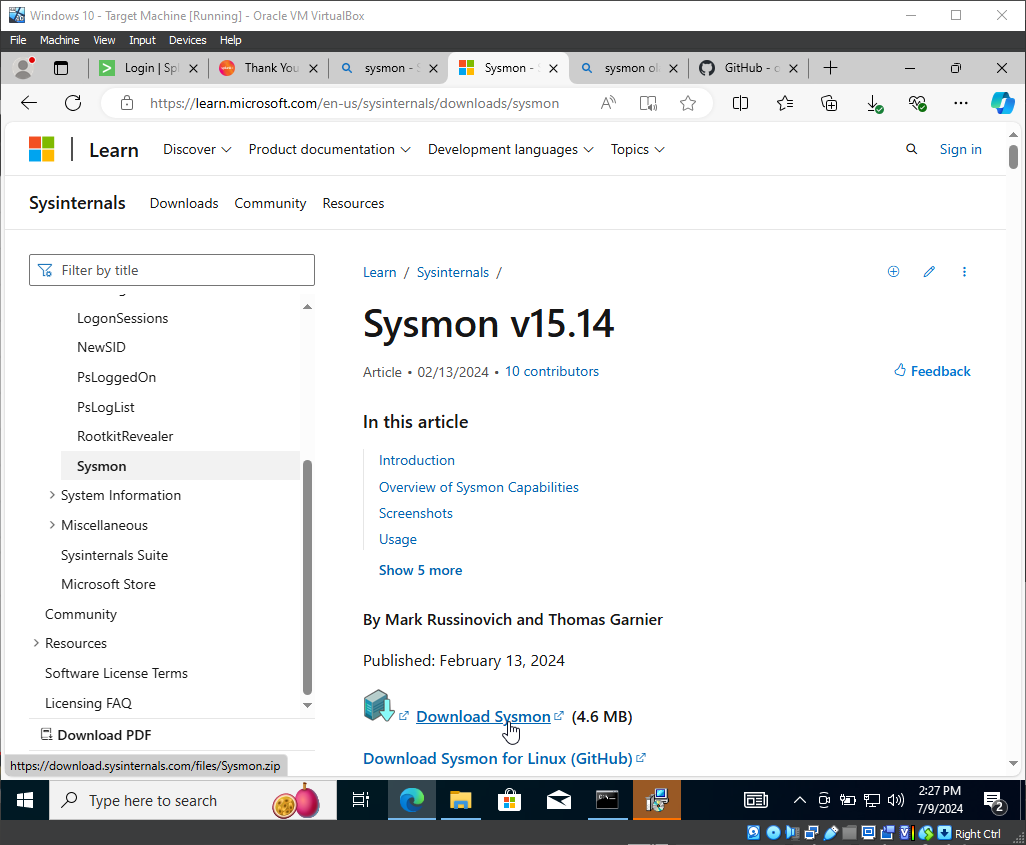 Windows 10 - Target Machine [Running] - Oracle VM VirtualBox
File Machine View Input Devices Help
Login | Spl
Thank You
sysmon - S
Sysmon - S
sysmon ol
GitHub - o
https://learn.microsoft.com/en-us/sysinternals/downloads/sysmon
Learn Discover Product documentation Development languages Topics Sign in
Sysinternals Downloads Community Resources
Filter by title
LogonSessions
NewSID
PsLoggedOn
PsLogList
RootkitRevealer
Sysmon
System Information
Miscellaneous
Sysinternals Suite
Microsoft Store
Community
Resources
Software License Terms
Licensing FAQ
Download PDF
Learn / Sysinternals /
Sysmon v15.14
Article • 02/13/2024 • 10 contributors
Feedback
In this article
Introduction
Overview of Sysmon Capabilities
Screenshots
Usage
Show 5 more
By Mark Russinovich and Thomas Garnier
Published: February 13, 2024
Download Sysmon (4.6 MB)
Download Sysmon for Linux (GitHub)
https://download.sysinternals.com/files/Sysmon.zip
Type here to search
2:27 PM
7/9/2024
2
Right Ctrl